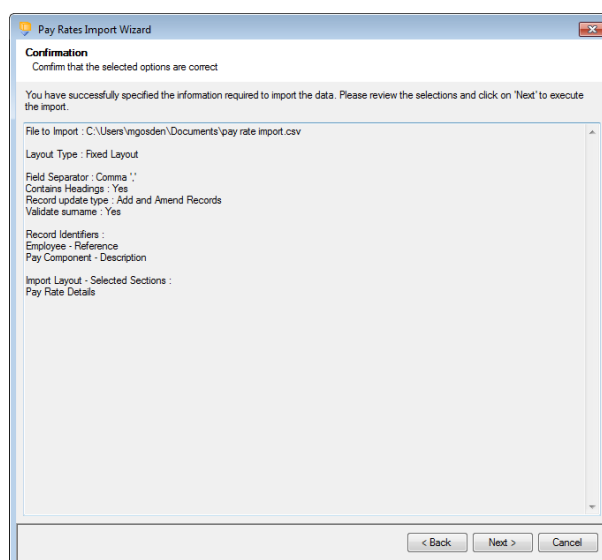 Pay Rates Import Wizard
Confirmation
Comfirm that the selected options are correct
You have successfully specified the information required to import the data. Please review the selections and click on 'Next' to execute
the import.
File to Import : C:\Users\mgosden\Documents\pay rate import.csv
Layout Type : Fixed Layout
Field Separator : Comma ','
Contains Headings : Yes
Record update type : Add and Amend Records
Validate surname : Yes
Record Identifiers :
Employee - Reference
Pay Component - Description
Import Layout - Selected Sections :
Pay Rate Details
< Back Next > Cancel